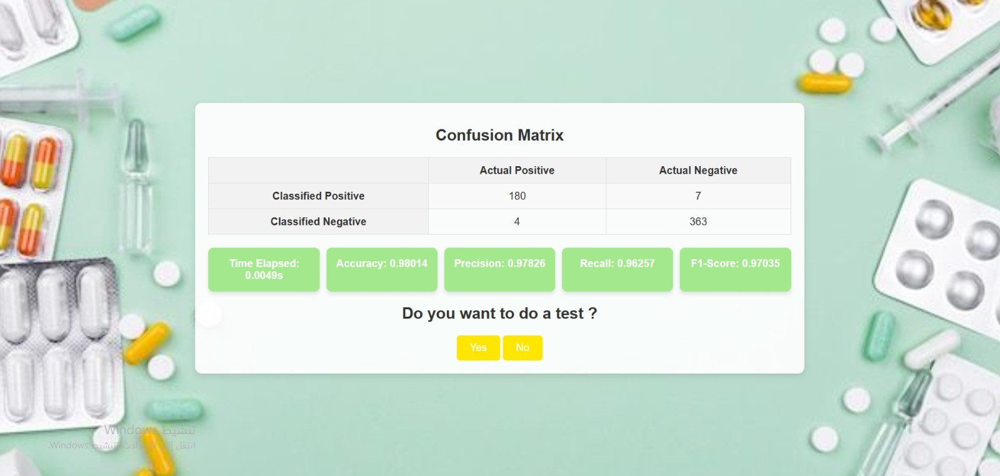 Confusion Matrix
Actual Positive Actual Negative
Classified Positive 180 7
Classified Negative 4 363
Time Elapsed: 0.0049s
Accuracy: 0.98014
Precision: 0.97826
Recall: 0.96257
F1-Score: 0.97035
Do you want to do a test ?
Yes No
تنشيط Windows
انتقل إلى لتنشيط Windows.